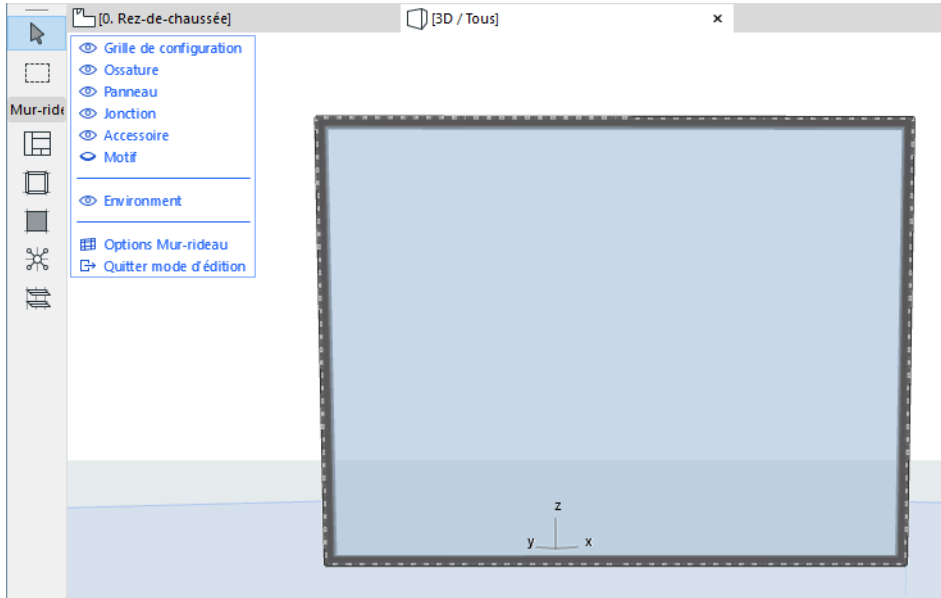 [0. Rez-de-chaussée]
[3D / Tous]
Grille de configuration
Ossature
Panneau
Mur-ride
Jonction
Accessoire
Motif
Environment
Options Mur-rideau
Quitter mode d'édition
z
y
x